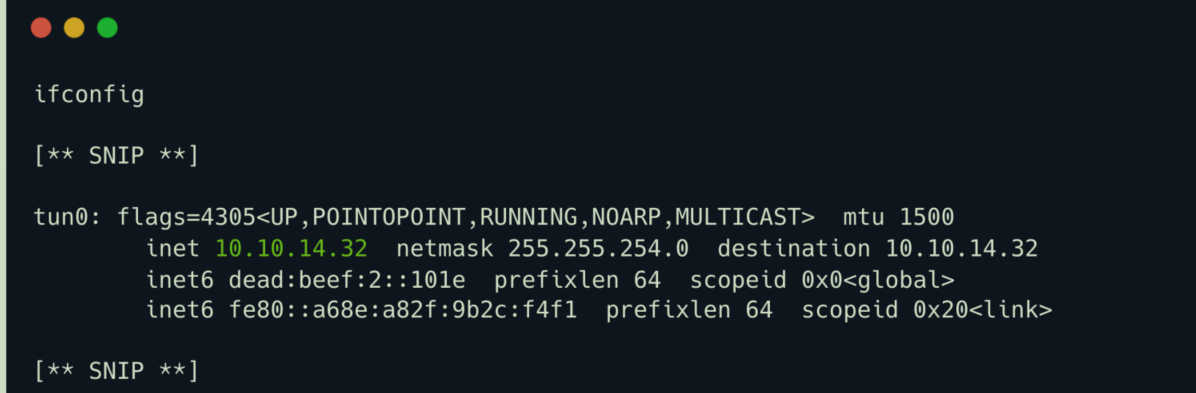 ifconfig
[** SNIP **]
tun0: flags=4305<UP,POINTOPOINT,RUNNING,NOARP,MULTICAST>  mtu 1500
inet 10.10.14.32  netmask 255.255.254.0  destination 10.10.14.32
inet6 dead:beef:2::101e  prefixlen 64  scopeid 0x0<global>
inet6 fe80::a68e:a82f:9b2c:f4f1  prefixlen 64  scopeid 0x20<link>
[** SNIP **]